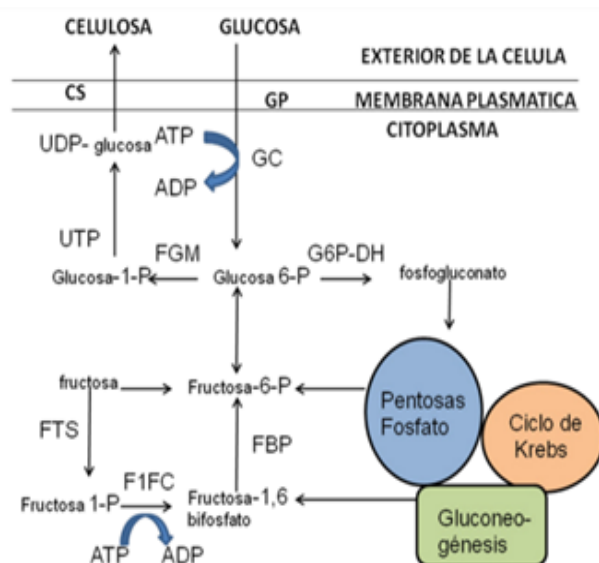 CELULOSA GLUCOSA
EXTERIOR DE LA CELULA
CS GP MEMBRANA PLASMATICA
CITOPLASMA
UDP- glucosa ATP
GC
ADP
UTP FGM G6P-DH
Glucosa-1-P Glucosa 6-P fosfogluconato
fructosa Fructosa-6-P Pentosas
Fosfato
Ciclo de
Krebs
FTS FBP
F1FC
Fructosa 1-P Fructosa-1,6
bifosfato
Gluconeo-
génesis
ATP ADP